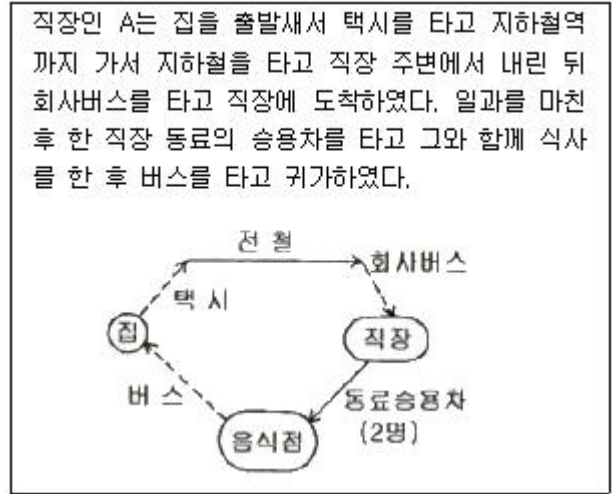 직장인 A는 집을 출발새서 택시를 타고 지하철역
까지 가서 지하철을 타고 직장 주변에서 내린 뒤
회사버스를 타고 직장에 도착하였다. 일과를 마친
후 한 직장 동료의 승용차를 타고 그와 함께 식사
를 한 후 버스를 타고 귀가하였다.
전 철
회사버스
택 시
집
직장
버 스
동료승용차
(2명)
음식점